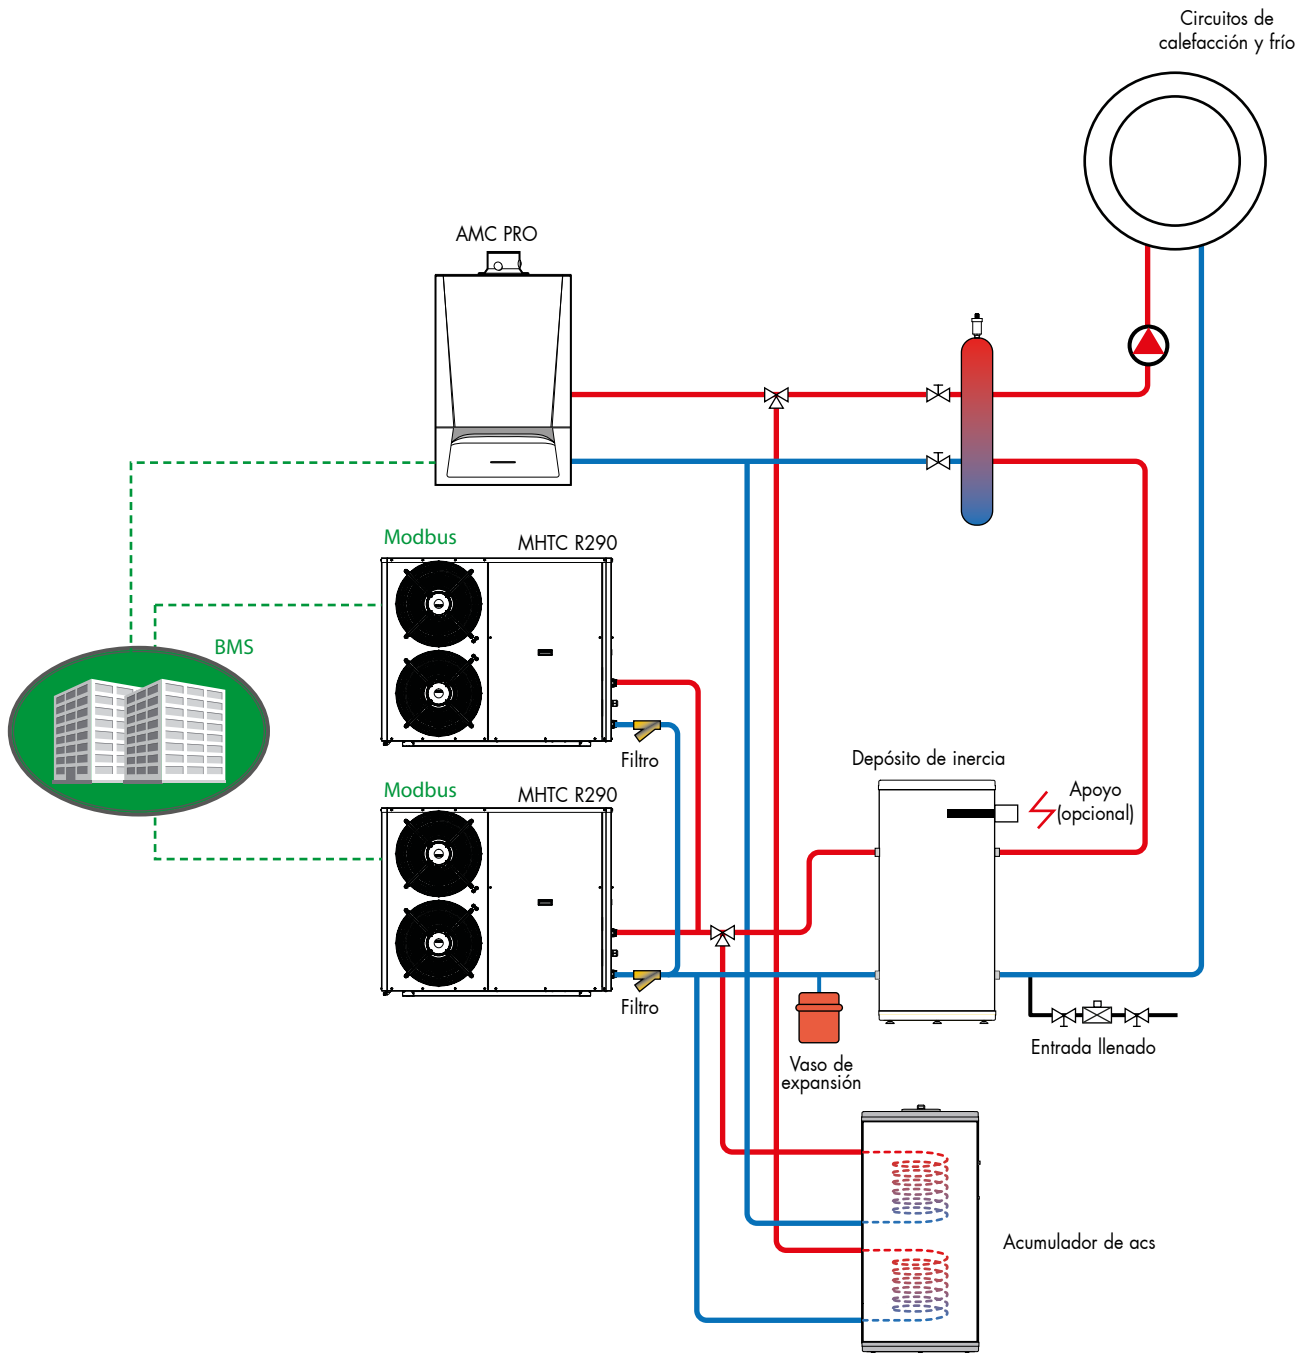 Circuitos de
calefacción y frío
AMC PRO
Modbus
MHTC R290
BMS
Filtro
Depósito de inercia
Apoyo
(opcional)
Modbus
MHTC R290
Filtro
Entrada llenado
Vaso de
expansión
Acumulador de acs